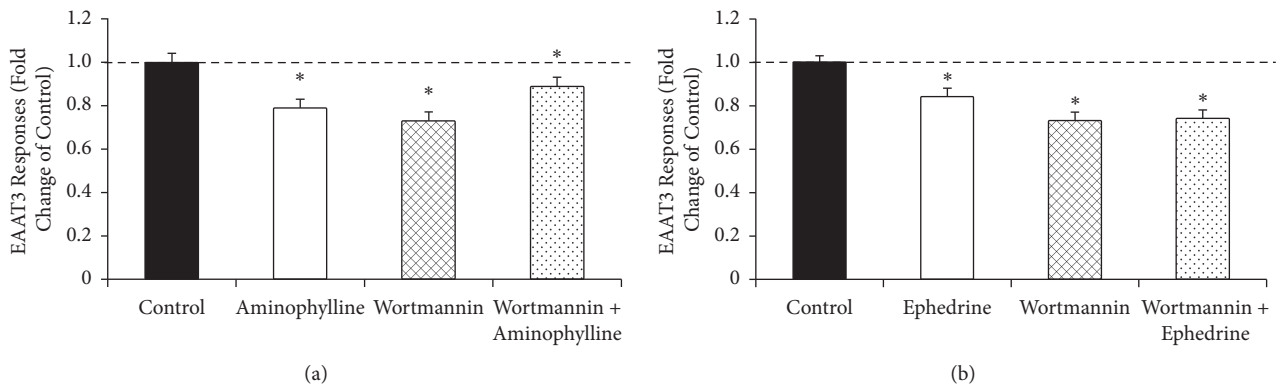 EAAT3 Responses (Fold
Change of Control)
1.2
1.0
0.8
0.6
0.4
0.2
0
*
*
*
Control
Aminophylline
Wortmannin
Wortmannin +
Aminophylline
(a)
EAAT3 Responses (Fold
Change of Control)
1.2
1.0
0.8
0.6
0.4
0.2
0
*
*
*
Control
Ephedrine
Wortmannin
Wortmannin +
Ephedrine
(b)